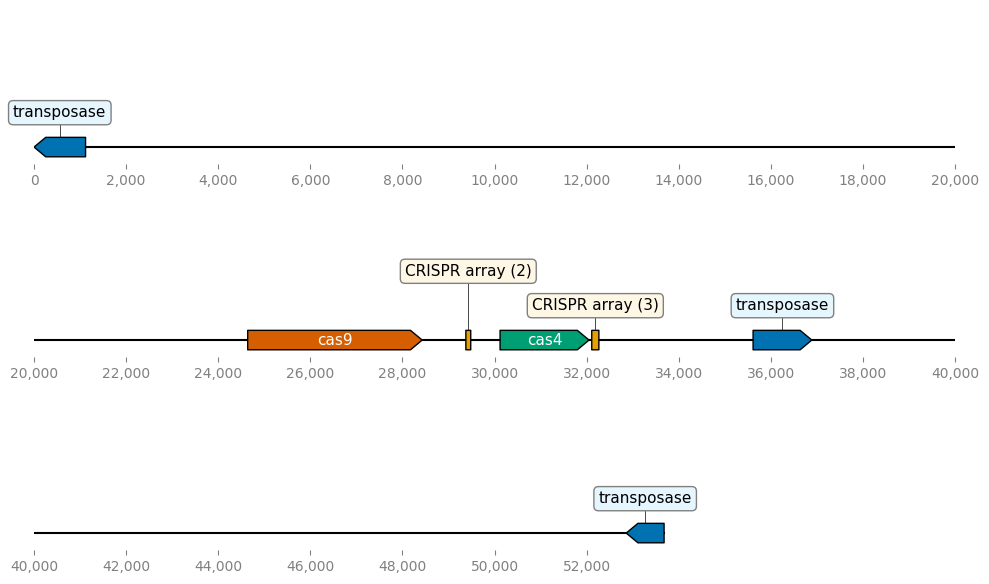 transposase
0 2,000 4,000 6,000 8,000 10,000 12,000 14,000 16,000 18,000 20,000
CRISPR array (2)
CRISPR array (3) transposase
cas9 cas4
20,000 22,000 24,000 26,000 28,000 30,000 32,000 34,000 36,000 38,000 40,000
transposase
40,000 42,000 44,000 46,000 48,000 50,000 52,000